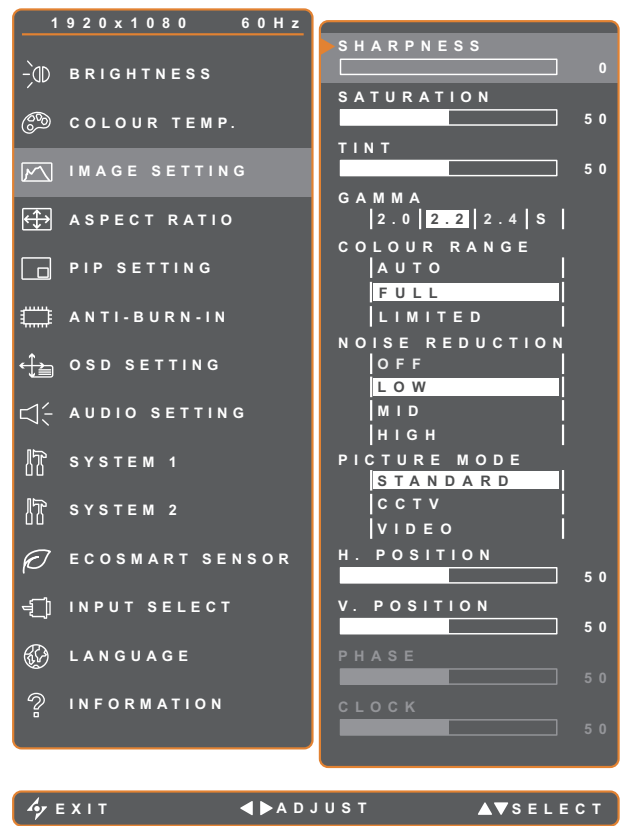 1920x1080 60Hz
BRIGHTNESS
COLOUR TEMP.
IMAGE SETTING
ASPECT RATIO
PIP SETTING
ANTI-BURN-IN
OSD SETTING
AUDIO SETTING
SYSTEM 1
SYSTEM 2
ECOSMART SENSOR
INPUT SELECT
LANGUAGE
INFORMATION
SHARPNESS
0
SATURATION
50
TINT
50
GAMMA
2.0 2.2 2.4 S
COLOUR RANGE
AUTO
FULL
LIMITED
NOISE REDUCTION
OFF
LOW
MID
HIGH
PICTURE MODE
STANDARD
CCTV
VIDEO
H. POSITION
50
V. POSITION
50
PHASE
50
CLOCK
50
EXIT ADJUST SELECT